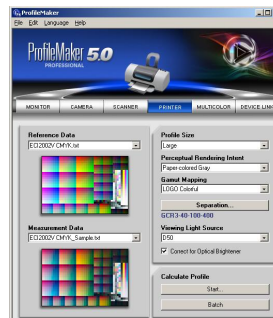 ProfileMaker
File Edit Language Help
ProfileMaker 5.0
PROFESSIONAL
MONITOR CAMERA SCANNER PRINTER MULTICOLOR DEVICE LINK
Reference Data
ECI2002V CMYK.txt
Measurement Data
ECI2002V CMYK_Sample.txt
Profile Size
Large
Perceptual Rendering Intent
Paper-colored Gray
Gamut Mapping
LOGO Colorful
Separation...
GCR3-40-100-400
Viewing Light Source
D50
Correct for Optical Brightener
Calculate Profile
Start...
Batch